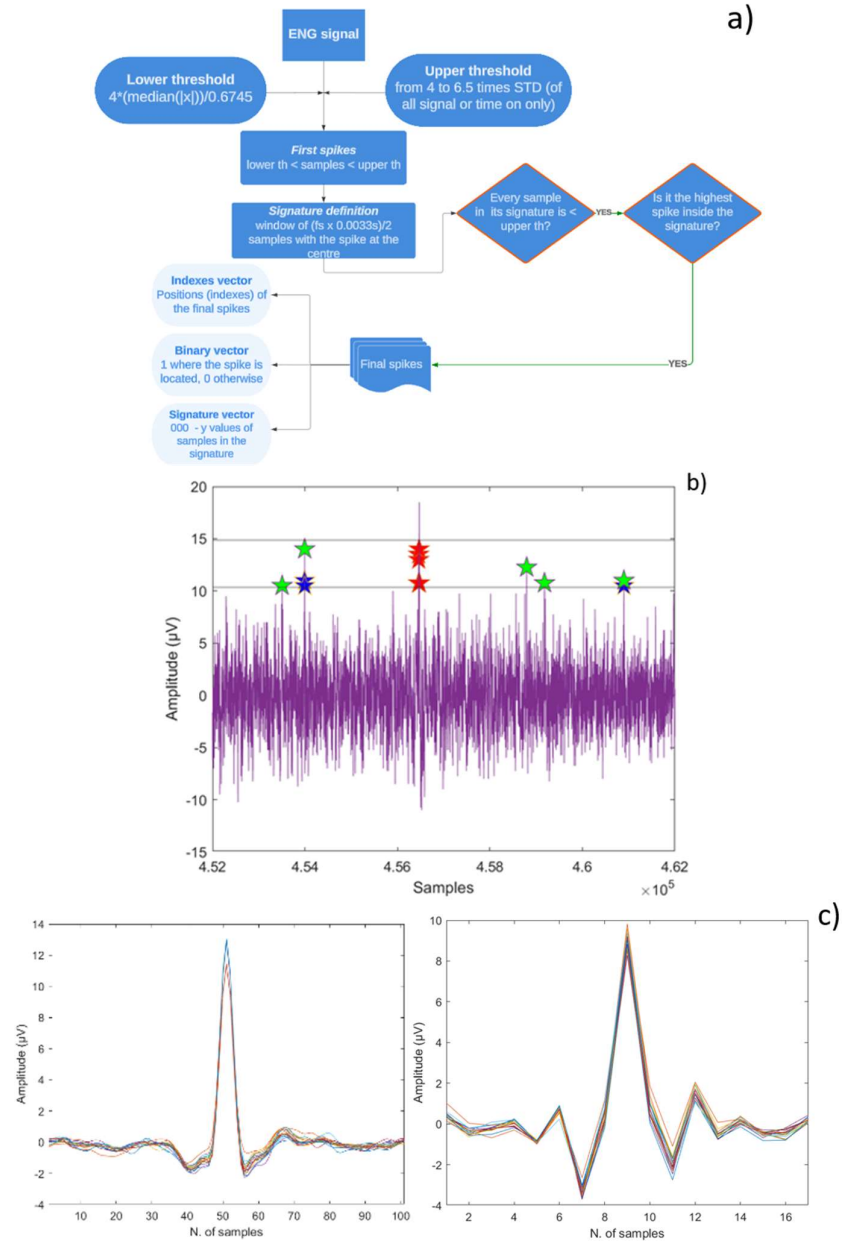 a)
ENG signal
Lower threshold
4*(median(|x|))/0.6745
Upper threshold
from 4 to 6.5 times STD (of
all signal or time on only)
First spikes
lower th < samples < upper th
Signature definition
window of (fs x 0.0033s)/2
samples with the spike at the
centre
Every sample
in its signature is <
upper th?
YES
Is it the highest
spike inside the
signature?
Indexes vector
Positions (indexes) of
the final spikes
Binary vector
1 where the spike is
located, 0 otherwise
Final spikes
YES
Signature vector
000 - y values of
samples in the
signature
b)
20
15
10
5
0
-5
-10
-15
Amplitude (µV)
4.52
4.54
4.56
4.58
4.6
4.62
Samples
×10⁵
c)
14
12
10
8
6
4
2
0
-2
-4
Amplitude (µV)
10
20
30
40
50
60
70
80
90
100
N. of samples
10
8
6
4
2
0
-2
-4
Amplitude (µV)
2
4
6
8
10
12
14
16
N. of samples